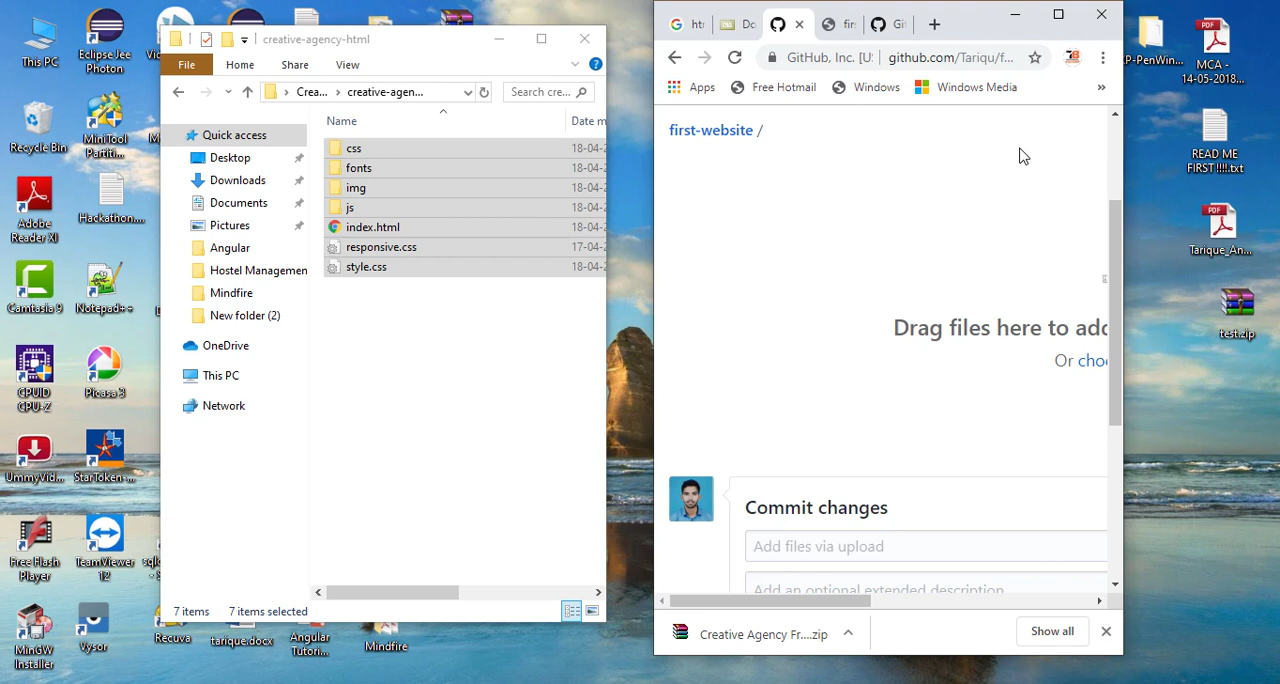 This PC
Eclipse Jee
Photon
Recycle Bin
MiniTool
Partiti...
Adobe
Reader XI
Hackathon....
Camtasia 9
Notepad++
CPUID
CPU-Z
Picasa 3
UmmyVid...
StarToken-...
Free Flash
Player
TeamViewer
12
MinGW
Installer
Vysor
Recuva
tarique.docx
Angular
Tutori...
Mindfire
creative-agency-html
File
Home
Share
View
Crea...
creative-agen...
Search cre...
Name
Date m
Quick access
Desktop
Downloads
Documents
Pictures
Angular
Hostel Managemen
Mindfire
New folder (2)
OneDrive
This PC
Network
css 18-04-2
fonts 18-04-2
img 18-04-2
js 18-04-2
index.html 18-04-2
responsive.css 17-04-2
style.css 18-04-2
7 items
7 items selected
htr
Do
fir
Git
GitHub, Inc. [U
github.com/Tariqu/f...
Apps
Free Hotmail
Windows
Windows Media
»
first-website /
Drag files here to add
Or choo
Commit changes
Add files via upload
Add an optional extended description
Creative Agency Fr....zip
Show all
XP-PenWin...
MCA -
14-05-2018...
READ ME
FIRST !!!!.txt
Tarique_An...
test.zip